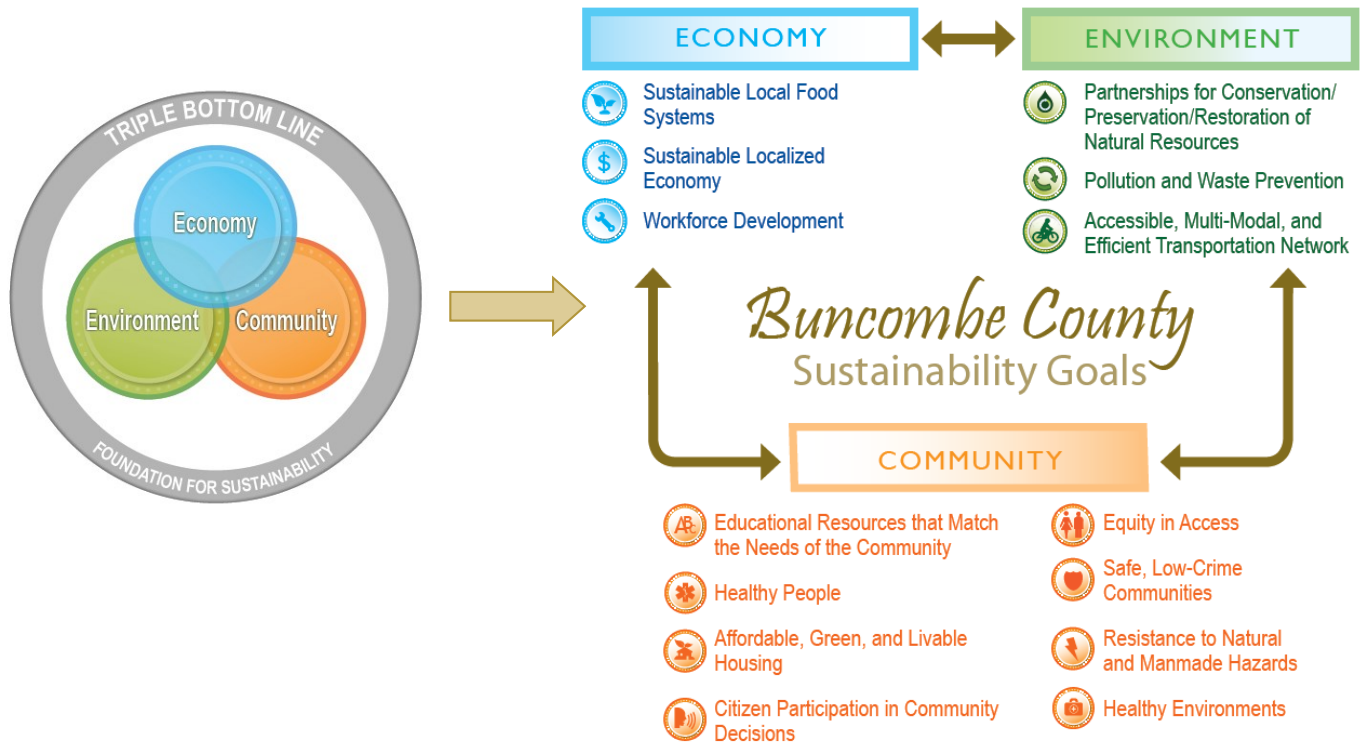 TRIPLE BOTTOM LINE
Economy
Environment
Community
FOUNDATION FOR SUSTAINABILITY
ECONOMY
Sustainable Local Food
Systems
$
Sustainable Localized
Economy
Workforce Development
ENVIRONMENT
Partnerships for Conservation/
Preservation/Restoration of
Natural Resources
Pollution and Waste Prevention
Accessible, Multi-Modal, and
Efficient Transportation Network
Buncombe County
Sustainability Goals
COMMUNITY
ABC
Educational Resources that Match
the Needs of the Community
Healthy People
Affordable, Green, and Livable
Housing
Citizen Participation in Community
Decisions
Equity in Access
Safe, Low-Crime
Communities
Resistance to Natural
and Manmade Hazards
Healthy Environments